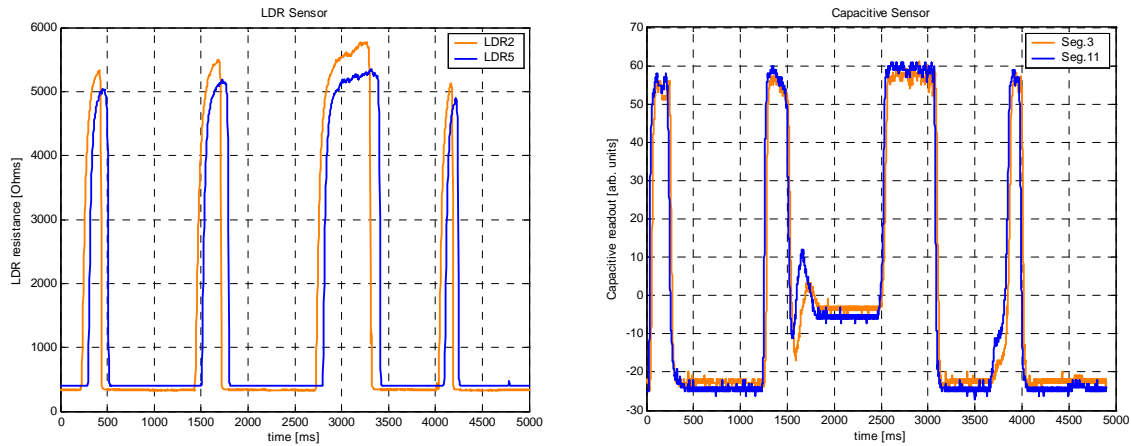 LDR Sensor
LDR2
LDR5
LDR resistance [Ohms]
6000
5000
4000
3000
2000
1000
0
0 500 1000 1500 2000 2500 3000 3500 4000 4500 5000
time [ms]
Capacitive Sensor
Seg.3
Seg.11
Capacitive readout [arb. units]
70
60
50
40
30
20
10
0
-10
-20
-30
0 500 1000 1500 2000 2500 3000 3500 4000 4500 5000
time [ms]